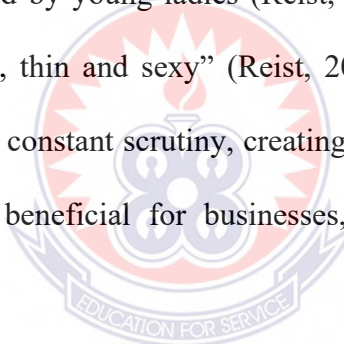 ed by young ladies (Reist,
, thin and sexy” (Reist, 20
constant scrutiny, creating
beneficial for businesses,
EDUCATION FOR SERVICE